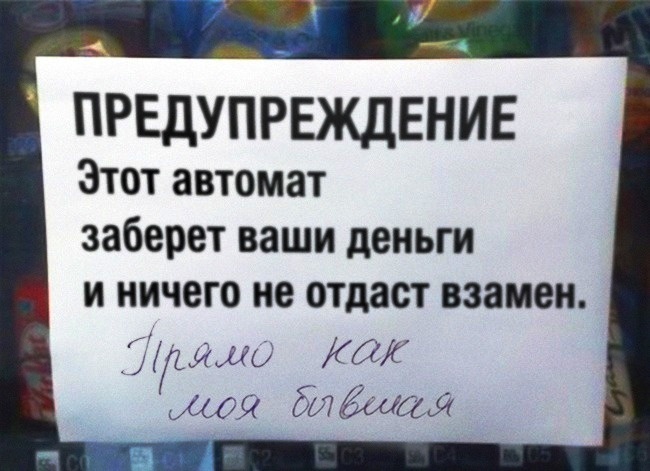 ПРЕДУПРЕЖДЕНИЕ
Этот автомат
заберет ваши деньги
и ничего не отдаст взамен.
Прямо как
моя бывшая